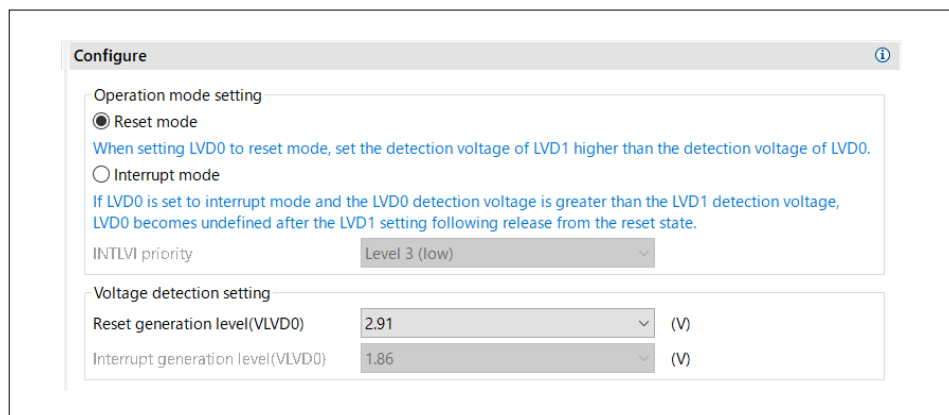 Configure
Operation mode setting
Reset mode
When setting LVD0 to reset mode, set the detection voltage of LVD1 higher than the detection voltage of LVD0.
Interrupt mode
If LVD0 is set to interrupt mode and the LVD0 detection voltage is greater than the LVD1 detection voltage,
LVD0 becomes undefined after the LVD1 setting following release from the reset state.
INTLVI priority Level 3 (low)
Voltage detection setting
Reset generation level(VLVD0) 2.91 (V)
Interrupt generation level(VLVD0) 1.86 (V)